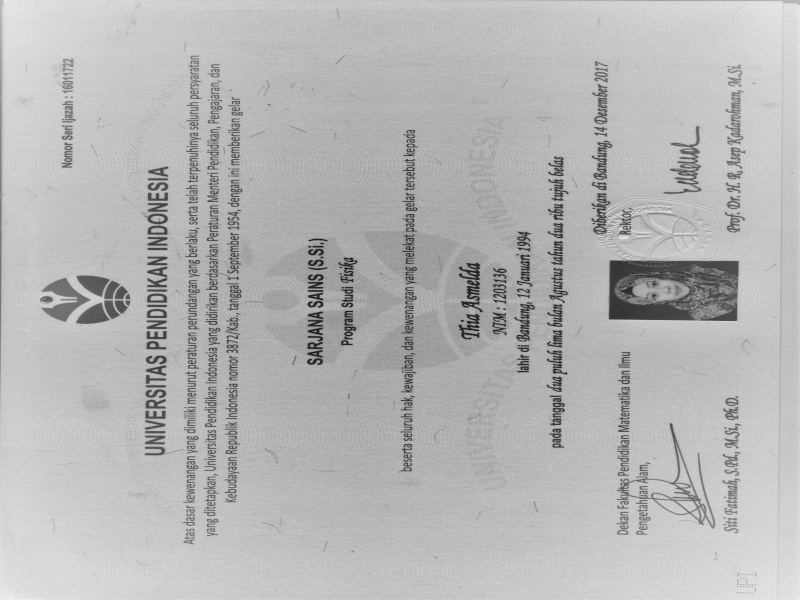 Nomor Seri Ijazah : 16011722
UNIVERSITAS PENDIDIKAN INDONESIA
Atas dasar kewenangan yang dimiliki menurut peraturan perundangan yang berlaku, serta telah terpenuhinya seluruh persyaratan
yang ditetapkan, Universitas Pendidikan Indonesia yang didirikan berdasarkan Peraturan Menteri Pendidikan, Pengajaran, dan
Kebudayaan Republik Indonesia nomor 3872/Kab., tanggal 1 September 1954, dengan ini memberikan gelar
SARJANA SAINS (S.Si.)
Program Studi Fisika
beserta seluruh hak, kewajiban, dan kewenangan yang melekat pada gelar tersebut kepada
Thia Asmelda
NIM : 1203136
lahir di Bandung, 12 Januari 1994
pada tanggal dua puluh lima bulan Agustus tahun dua ribu tujuh belas
Diberikan di Bandung, 14 Desember 2017
Dekan Fakultas Pendidikan Matematika dan Ilmu
Pengetahuan Alam,
Rektor,
Siti Fatimah, S.Pd., M.Si., Ph.D.
Prof. Dr. H. R. Asep Kadarohman, M.Si.
UPI